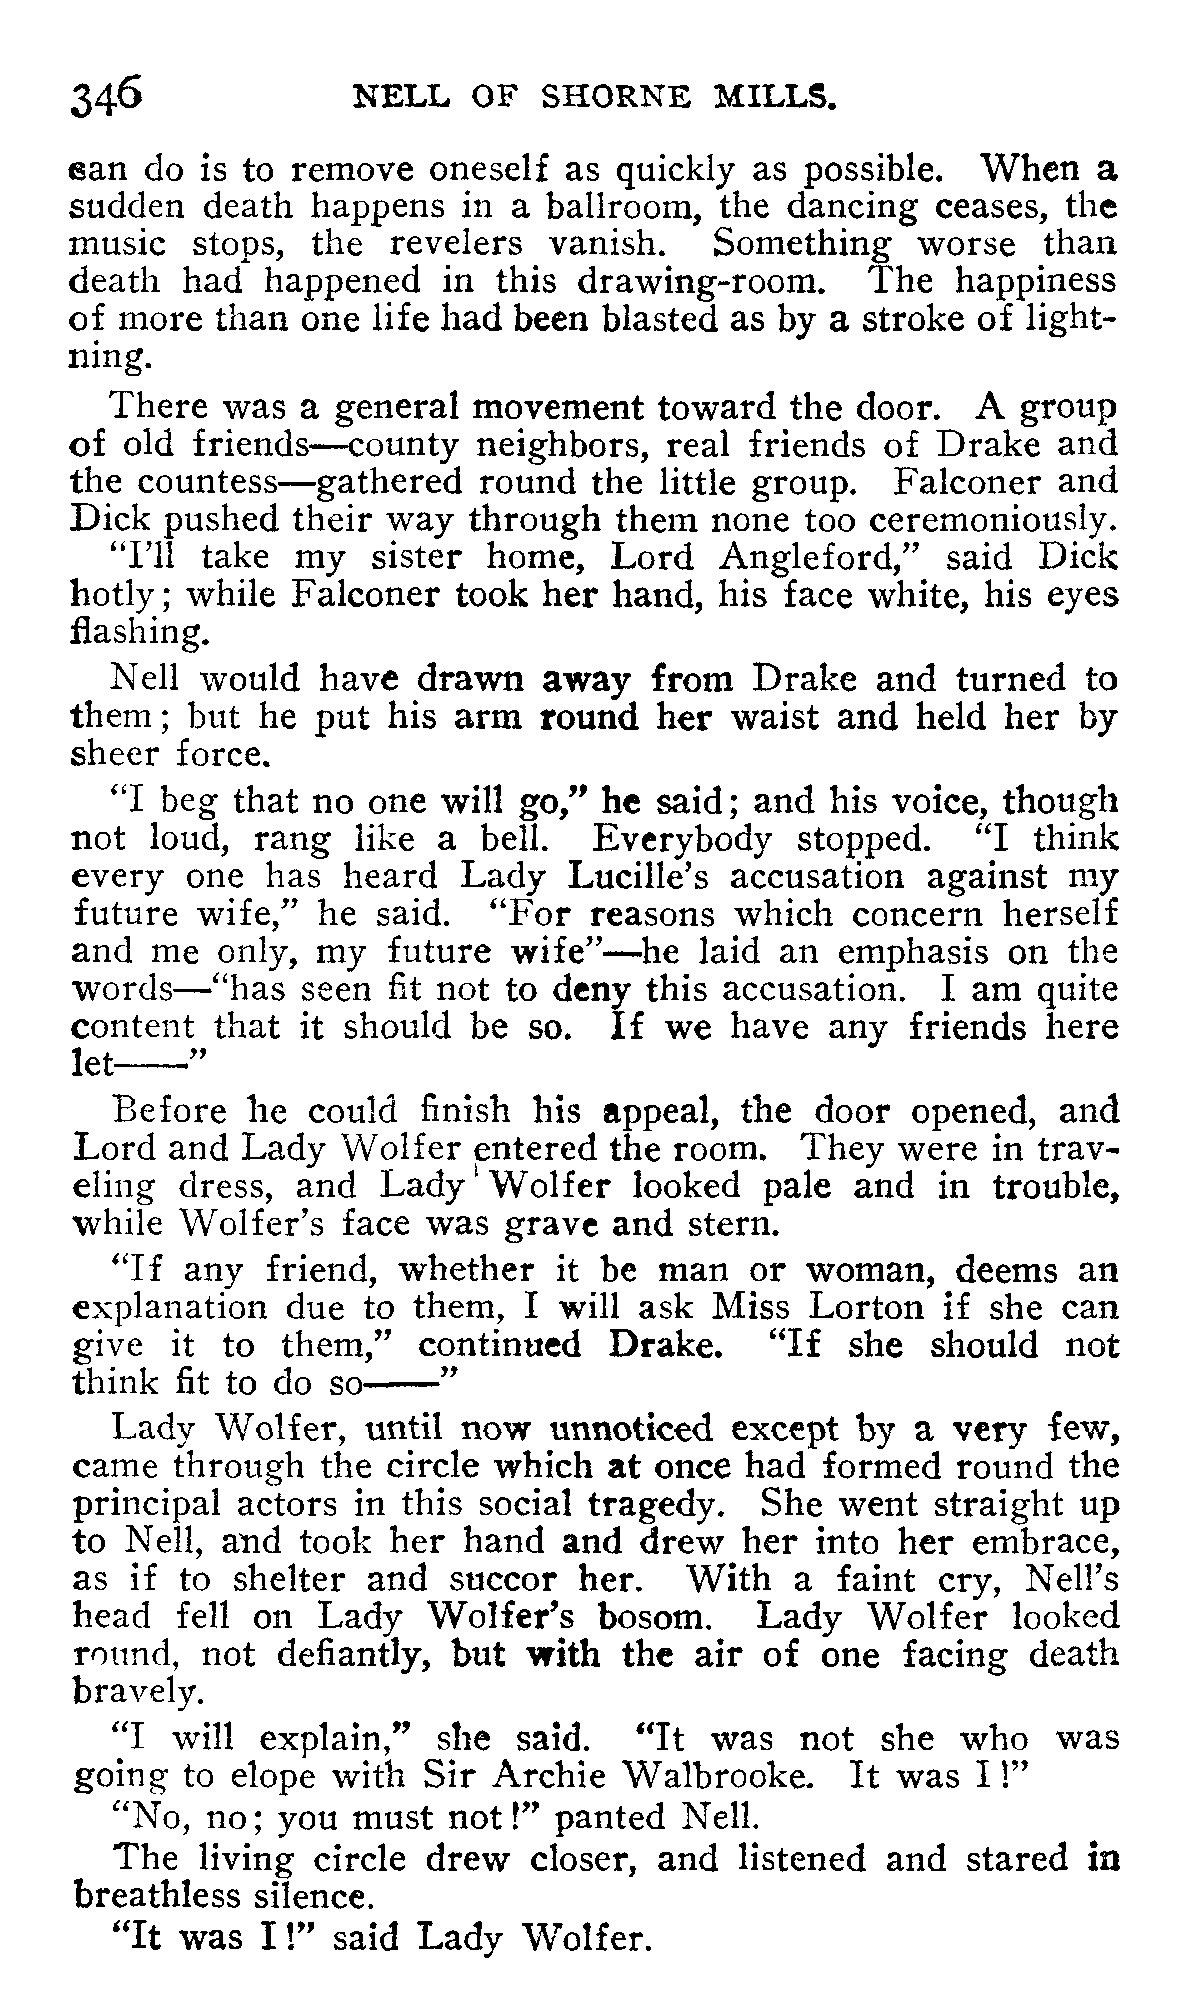 346 NELL OF SHORNE MILLS.
can do is to remove oneself as quickly as possible. When a
sudden death happens in a ballroom, the dancing ceases, the
music stops, the revelers vanish. Something worse than
death had happened in this drawing-room. The happiness
of more than one life had been blasted as by a stroke of light-
ning.
There was a general movement toward the door. A group
of old friends—county neighbors, real friends of Drake and
the countess—gathered round the little group. Falconer and
Dick pushed their way through them none too ceremoniously.
“I’ll take my sister home, Lord Angleford,” said Dick
hotly; while Falconer took her hand, his face white, his eyes
flashing.
Nell would have drawn away from Drake and turned to
them; but he put his arm round her waist and held her by
sheer force.
“I beg that no one will go,” he said; and his voice, though
not loud, rang like a bell. Everybody stopped. “I think
every one has heard Lady Lucille’s accusation against my
future wife,” he said. “For reasons which concern herself
and me only, my future wife”—he laid an emphasis on the
words—“has seen fit not to deny this accusation. I am quite
content that it should be so. If we have any friends here
let——”
Before he could finish his appeal, the door opened, and
Lord and Lady Wolfer entered the room. They were in trav-
eling dress, and Lady Wolfer looked pale and in trouble,
while Wolfer’s face was grave and stern.
“If any friend, whether it be man or woman, deems an
explanation due to them, I will ask Miss Lorton if she can
give it to them,” continued Drake. “If she should not
think fit to do so——”
Lady Wolfer, until now unnoticed except by a very few,
came through the circle which at once had formed round the
principal actors in this social tragedy. She went straight up
to Nell, and took her hand and drew her into her embrace,
as if to shelter and succor her. With a faint cry, Nell’s
head fell on Lady Wolfer’s bosom. Lady Wolfer looked
round, not defiantly, but with the air of one facing death
bravely.
“I will explain,” she said. “It was not she who was
going to elope with Sir Archie Walbrooke. It was I!”
“No, no; you must not!” panted Nell.
The living circle drew closer, and listened and stared in
breathless silence.
“It was I!” said Lady Wolfer.